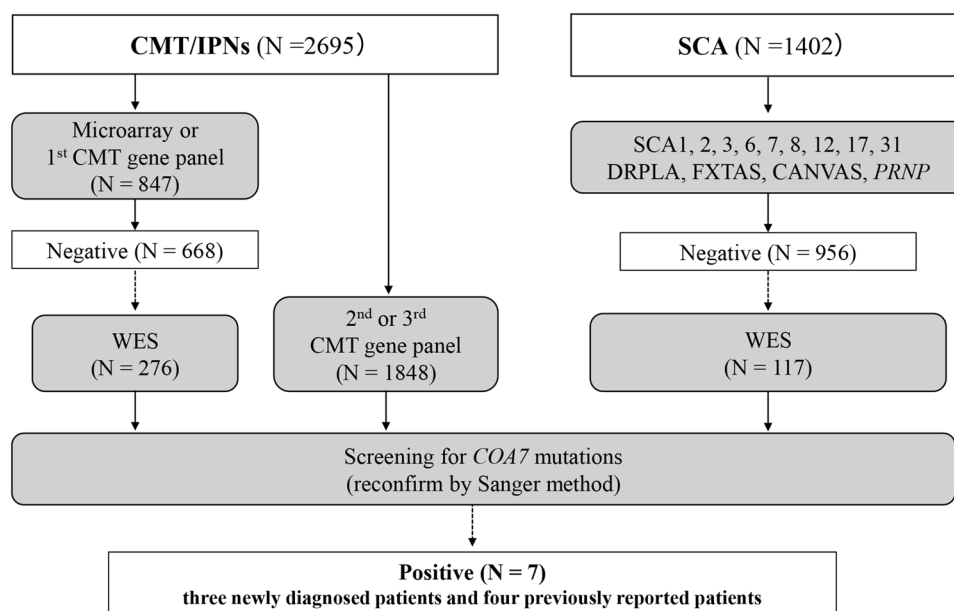 CMT/IPNs (N =2695）
SCA (N =1402）
Microarray or
1st CMT gene panel
(N = 847)
SCA1, 2, 3, 6, 7, 8, 12, 17, 31
DRPLA, FXTAS, CANVAS, PRNP
Negative (N = 668)
Negative (N = 956)
WES
(N = 276)
2nd or 3rd
CMT gene panel
(N = 1848)
WES
(N = 117)
Screening for COA7 mutations
(reconfirm by Sanger method)
Positive (N = 7)
three newly diagnosed patients and four previously reported patients